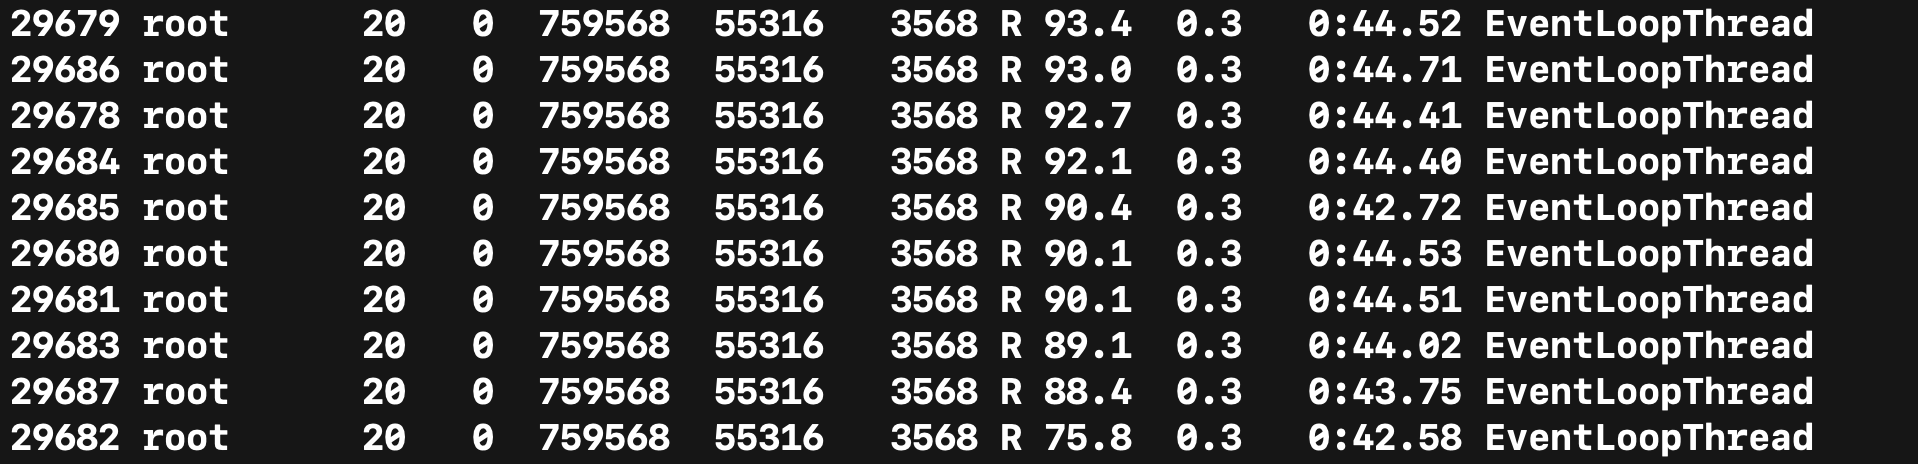 29679 root      20   0  759568  55316   3568 R 93.4  0.3   0:44.52 EventLoopThread
29686 root      20   0  759568  55316   3568 R 93.0  0.3   0:44.71 EventLoopThread
29678 root      20   0  759568  55316   3568 R 92.7  0.3   0:44.41 EventLoopThread
29684 root      20   0  759568  55316   3568 R 92.1  0.3   0:44.40 EventLoopThread
29685 root      20   0  759568  55316   3568 R 90.4  0.3   0:42.72 EventLoopThread
29680 root      20   0  759568  55316   3568 R 90.1  0.3   0:44.53 EventLoopThread
29681 root      20   0  759568  55316   3568 R 90.1  0.3   0:44.51 EventLoopThread
29683 root      20   0  759568  55316   3568 R 89.1  0.3   0:44.02 EventLoopThread
29687 root      20   0  759568  55316   3568 R 88.4  0.3   0:43.75 EventLoopThread
29682 root      20   0  759568  55316   3568 R 75.8  0.3   0:42.58 EventLoopThread